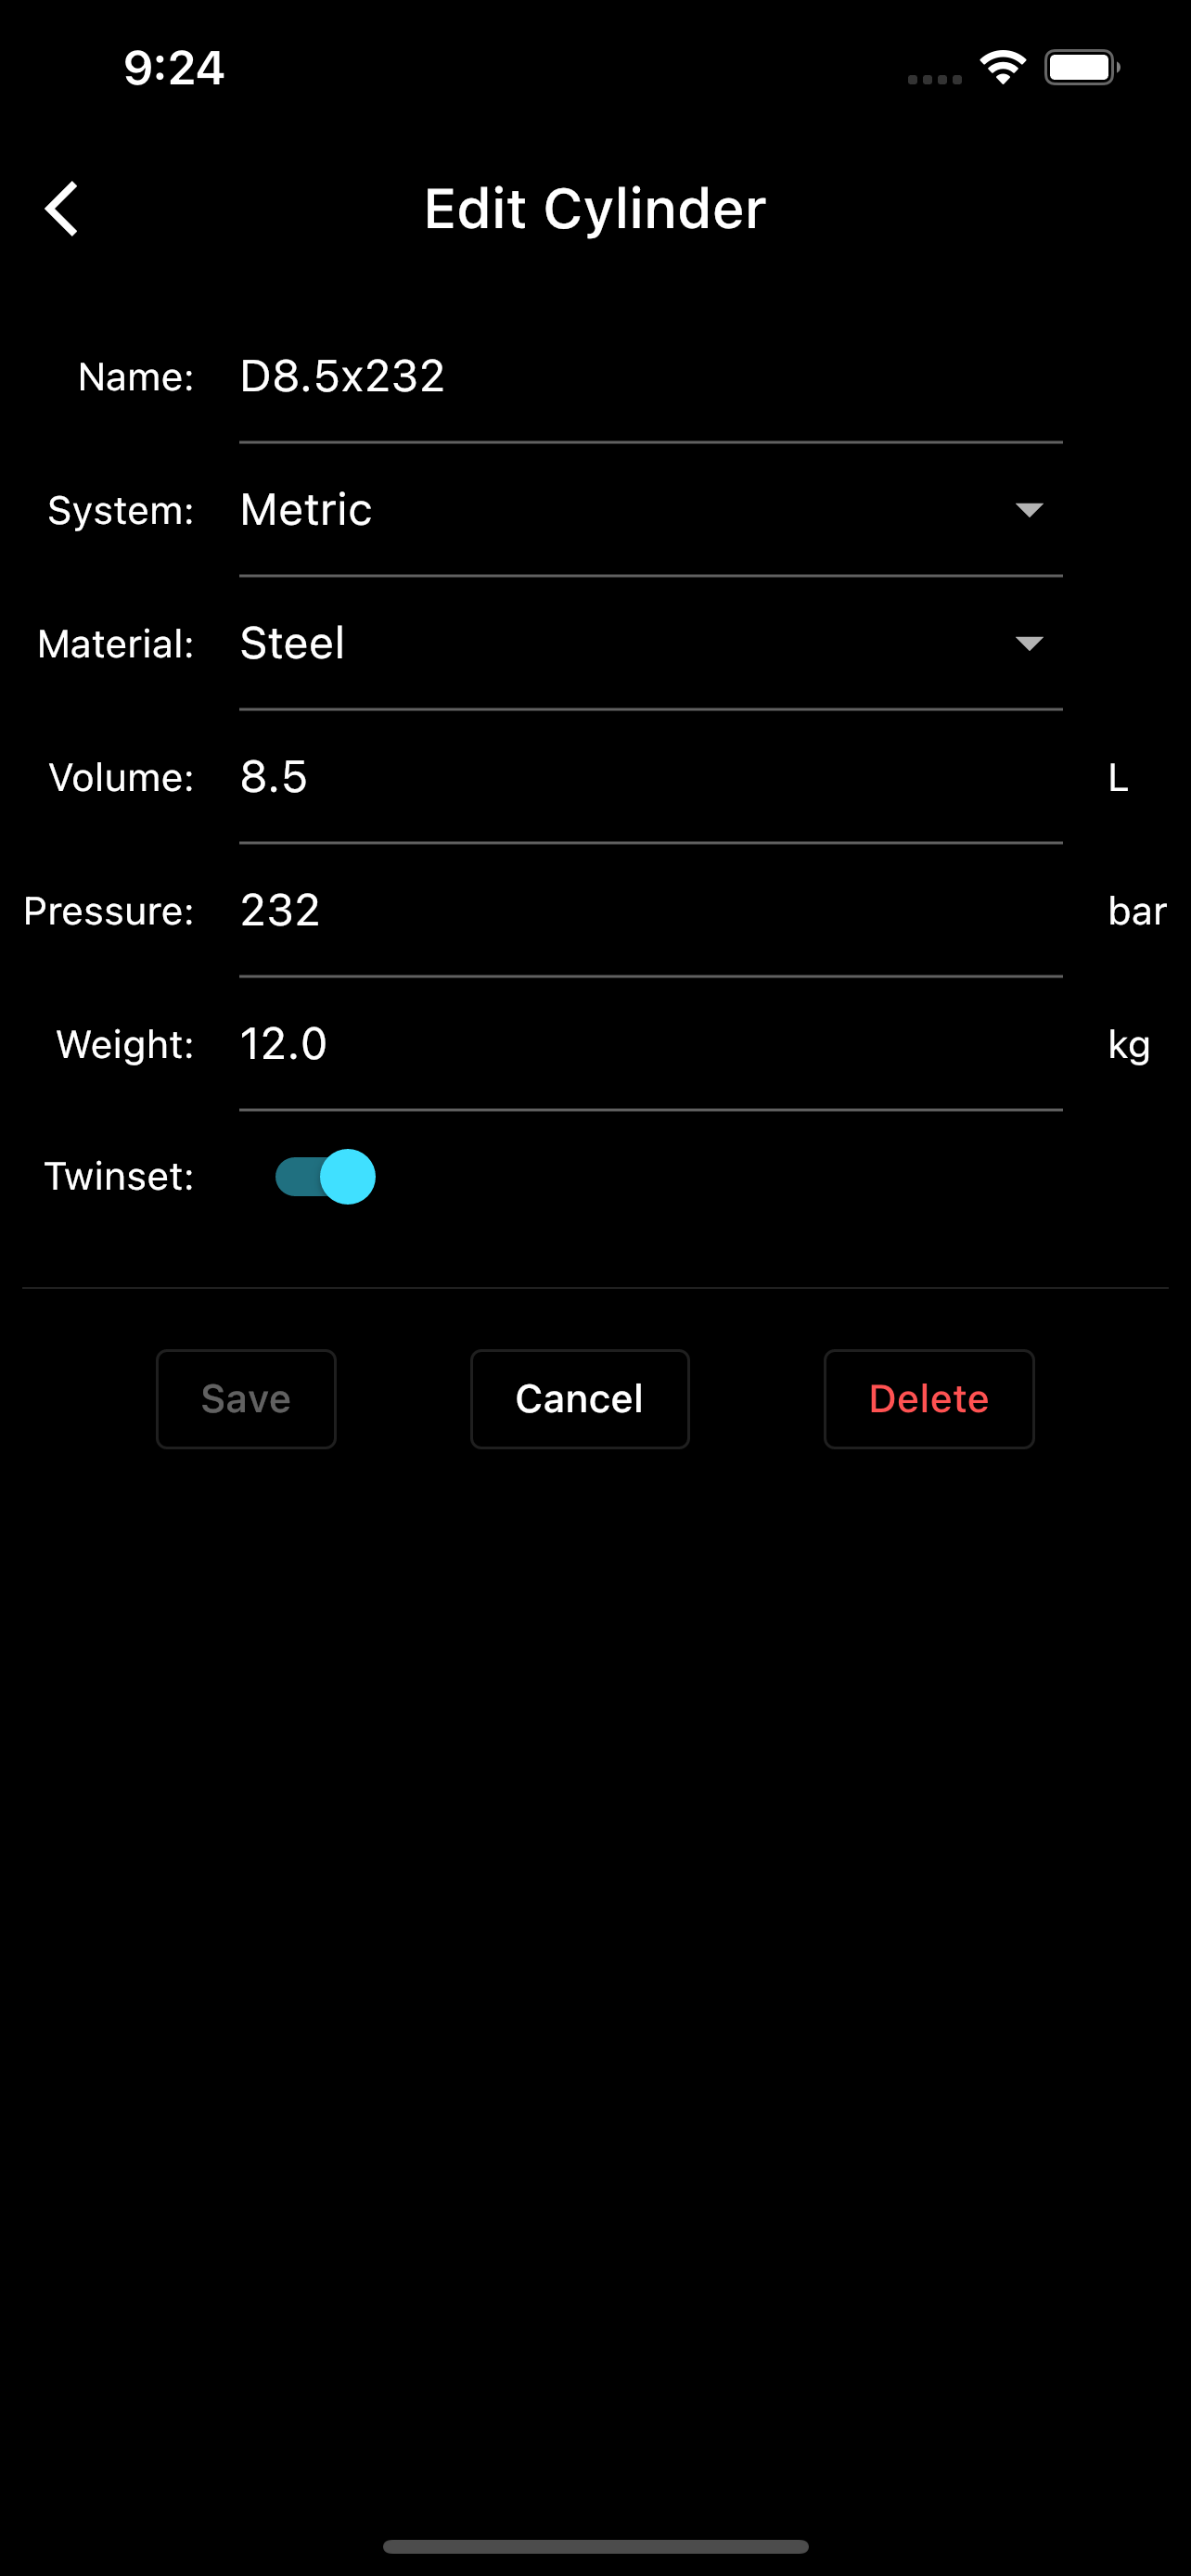 9:24
Edit Cylinder
Name: D8.5x232
System: Metric
Material: Steel
Volume: 8.5 L
Pressure: 232 bar
Weight: 12.0 kg
Twinset:
Save Cancel Delete